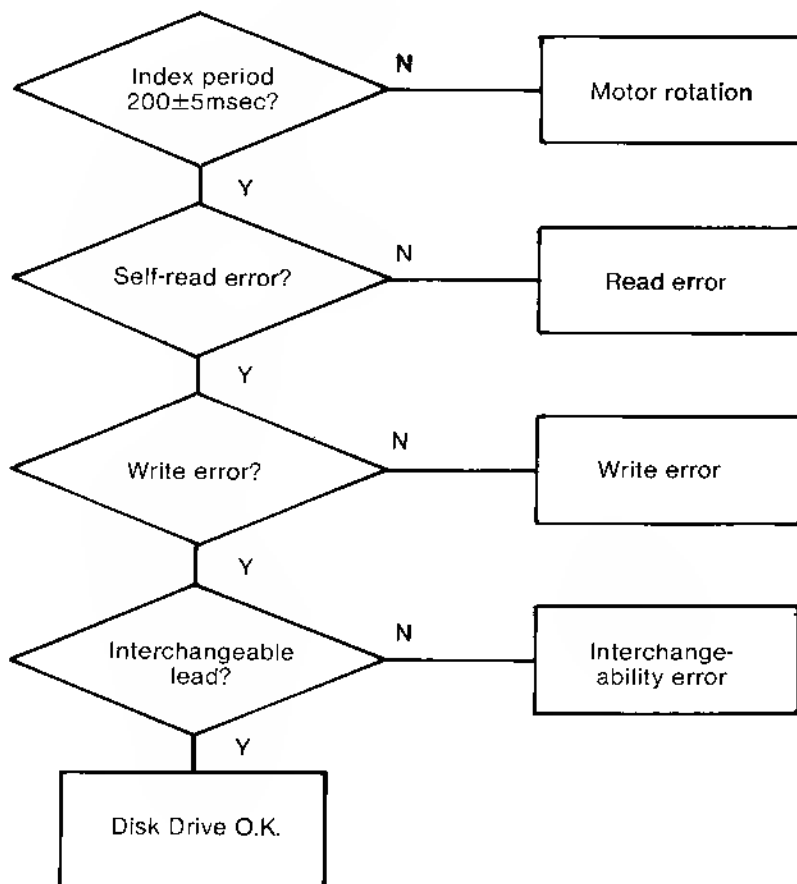 Index period
200±5msec?
N
Motor rotation
Y
Self-read error?
N
Read error
Y
Write error?
N
Write error
Y
Interchangeable
lead?
N
Interchange-
ability error
Y
Disk Drive O.K.